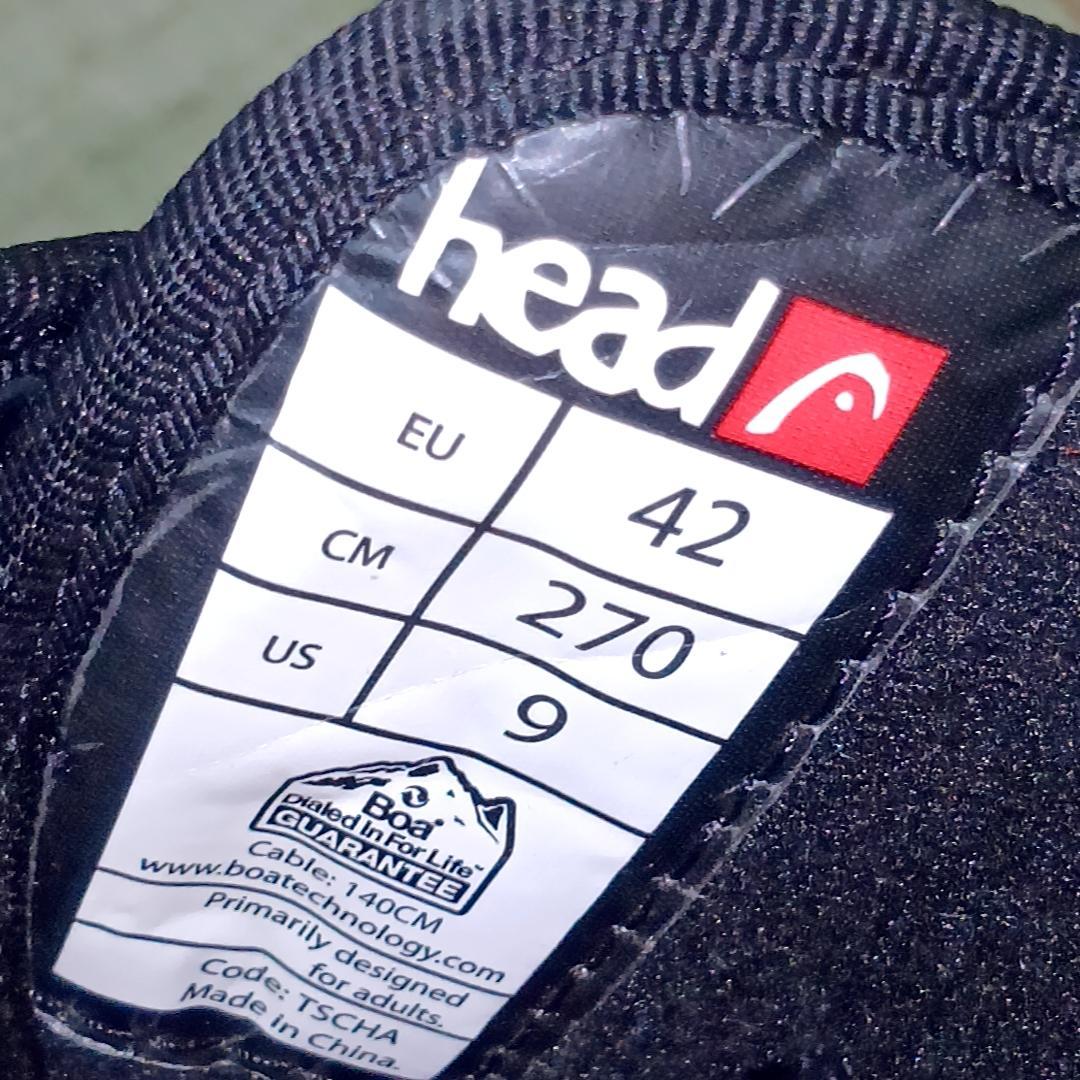 head
EU 42
CM 270
US 9
Boa
Dialed In For Life™
GUARANTEE
Cable: 140CM
www.boatechnology.com
Primarily designed
for adults.
Code: TSCHA
Made in China.